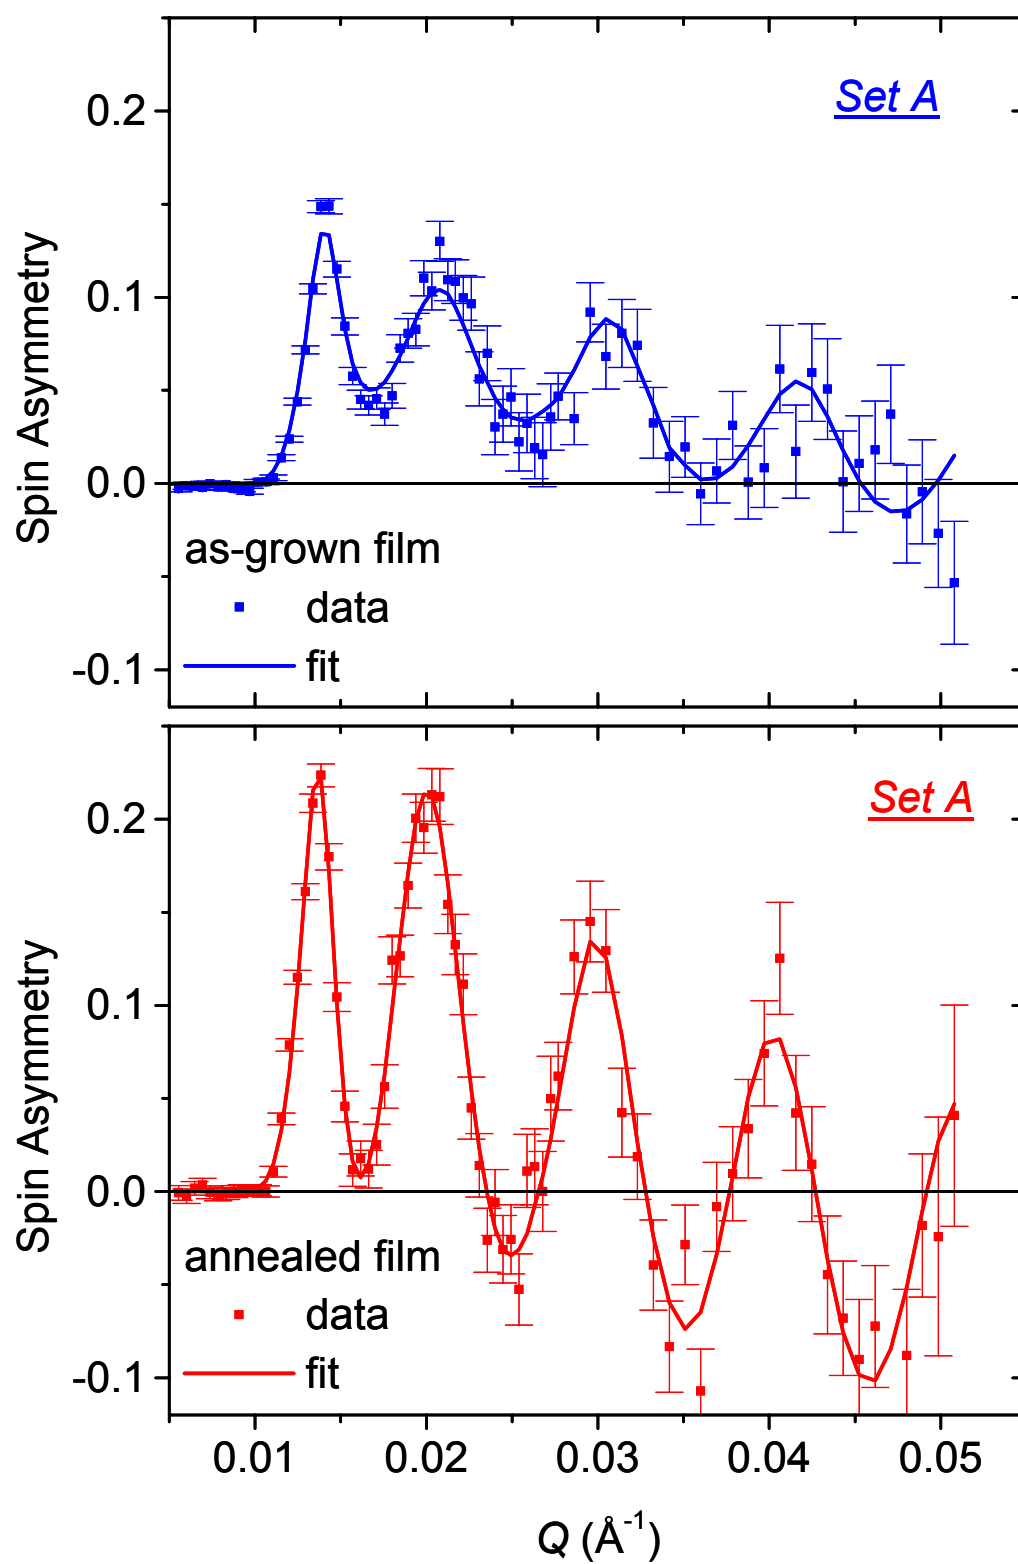 Set A
0.2
0.1
0.0
-0.1
Spin Asymmetry
as-grown film
data
fit
Set A
0.2
0.1
0.0
-0.1
Spin Asymmetry
annealed film
data
fit
0.01 0.02 0.03 0.04 0.05
Q (Å⁻¹)